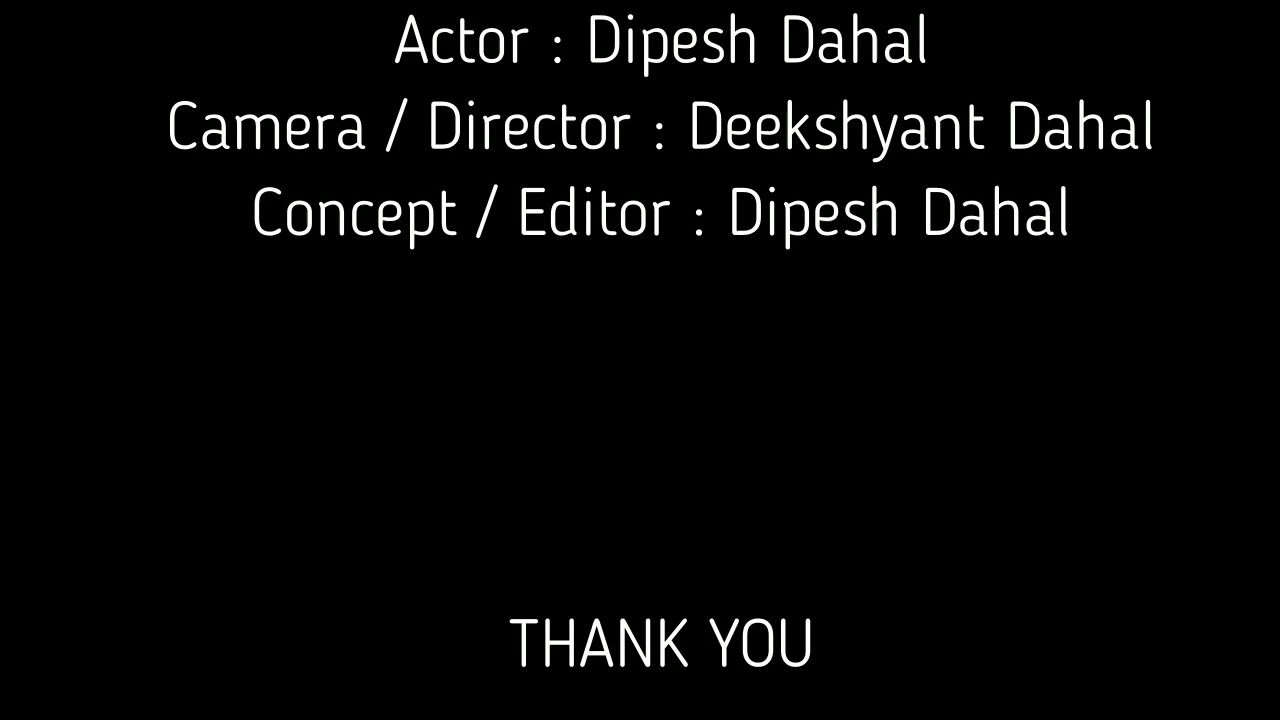 Actor : Dipesh Dahal
Camera / Director : Deekshyant Dahal
Concept / Editor : Dipesh Dahal
THANK YOU